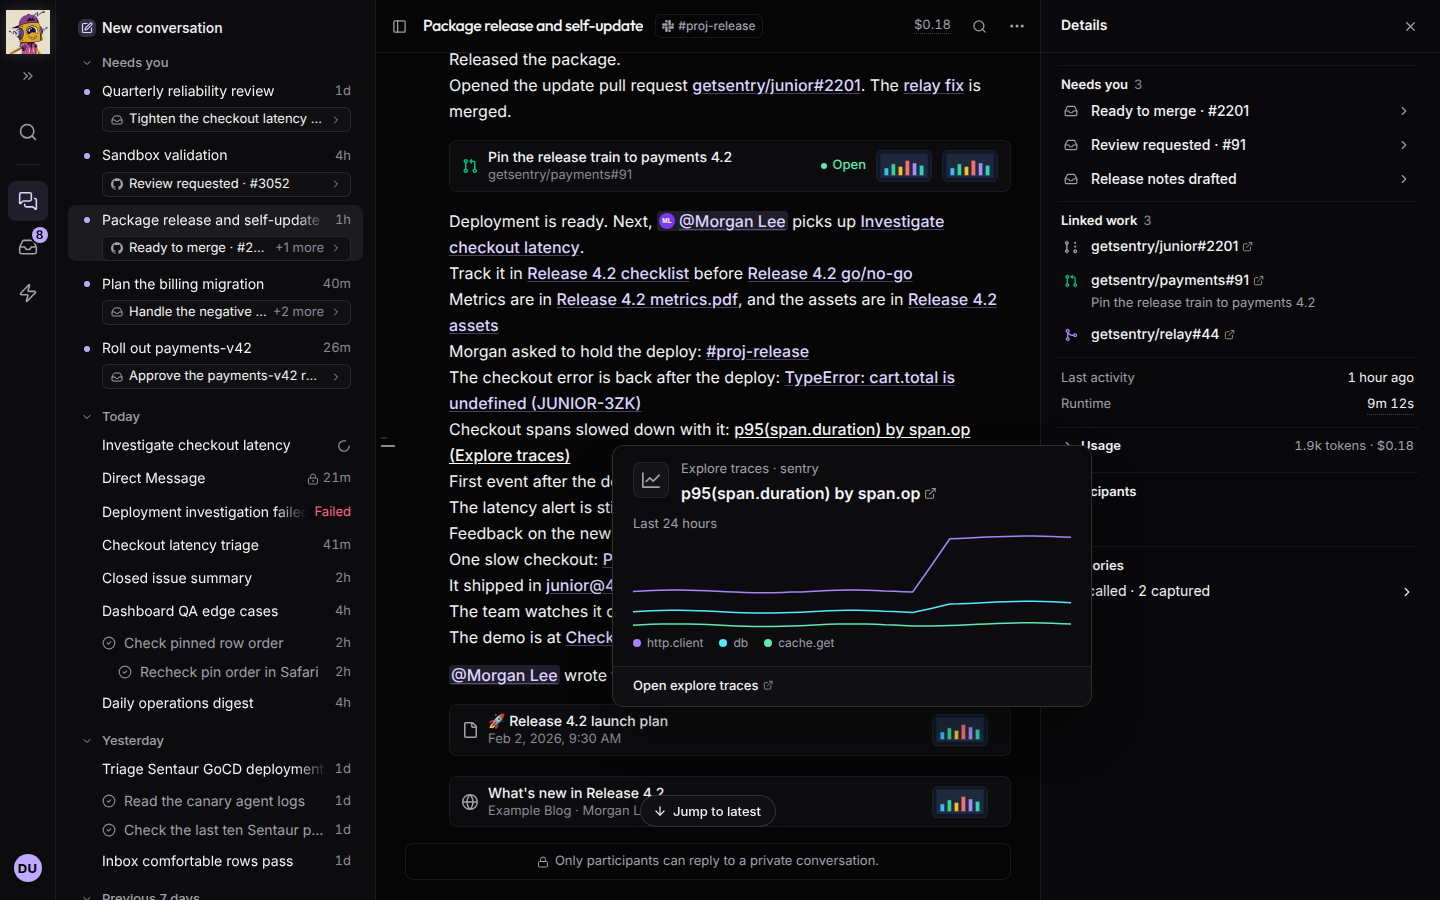 New conversation
Needs you
Quarterly reliability review 1d
Tighten the checkout latency ...
Sandbox validation 4h
Review requested · #3052
Package release and self-update 1h
Ready to merge · #2... +1 more
8
Plan the billing migration 40m
Handle the negative ... +2 more
Roll out payments-v42 26m
Approve the payments-v42 r...
Today
Investigate checkout latency
Direct Message 21m
Deployment investigation failed Failed
Checkout latency triage 41m
Closed issue summary 2h
Dashboard QA edge cases 4h
Check pinned row order 2h
Recheck pin order in Safari 2h
Daily operations digest 4h
Yesterday
Triage Sentaur GoCD deployment 1d
Read the canary agent logs 1d
Check the last ten Sentaur p... 1d
Inbox comfortable rows pass 1d
Previous 7 days
DU
Package release and self-update #proj-release $0.18
Released the package.
Opened the update pull request getsentry/junior#2201. The relay fix is
merged.
Pin the release train to payments 4.2
getsentry/payments#91
Open
Deployment is ready. Next, ML @Morgan Lee picks up Investigate
checkout latency.
Track it in Release 4.2 checklist before Release 4.2 go/no-go
Metrics are in Release 4.2 metrics.pdf, and the assets are in Release 4.2
assets
Morgan asked to hold the deploy: #proj-release
The checkout error is back after the deploy: TypeError: cart.total is
undefined (JUNIOR-3ZK)
Checkout spans slowed down with it: p95(span.duration) by span.op
(Explore traces)
First event after the
The latency alert is
Feedback on the new
One slow checkout:
It shipped in junior@4
The team watches it
The demo is at Check
@Morgan Lee wrote
Explore traces · sentry
p95(span.duration) by span.op
Last 24 hours
http.client db cache.get
Open explore traces
🚀 Release 4.2 launch plan
Feb 2, 2026, 9:30 AM
What's new in Release 4.2
Example Blog · Morgan L
Jump to latest
Only participants can reply to a private conversation.
Details
Needs you 3
Ready to merge · #2201
Review requested · #91
Release notes drafted
Linked work 3
getsentry/junior#2201
getsentry/payments#91
Pin the release train to payments 4.2
getsentry/relay#44
Last activity 1 hour ago
Runtime 9m 12s
Usage 1.9k tokens · $0.18
cipants
ories
called · 2 captured